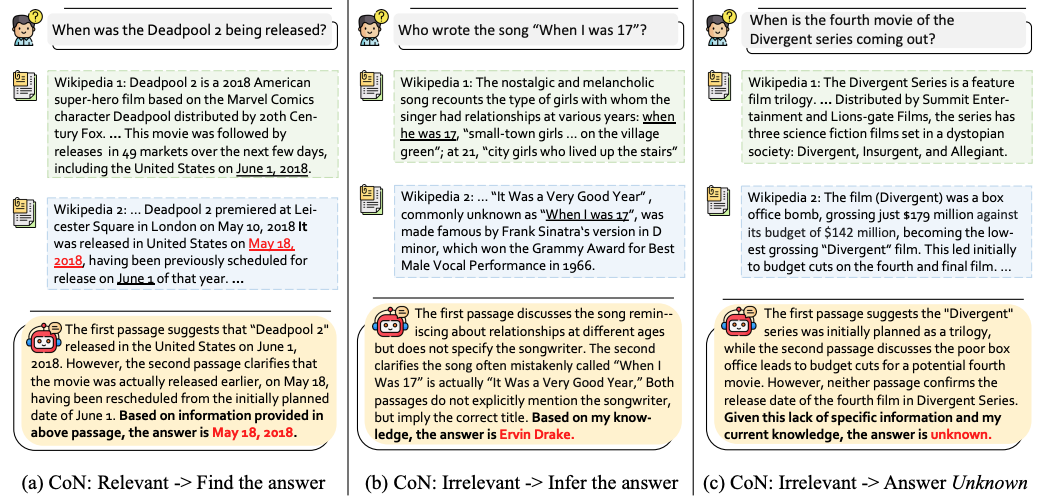 When was the Deadpool 2 being released?
Wikipedia 1: Deadpool 2 is a 2018 American
super-hero film based on the Marvel Comics
character Deadpool distributed by 20th Cen-
tury Fox. ... This movie was followed by
releases in 49 markets over the next few days,
including the United States on June 1, 2018.
Wikipedia 2: ... Deadpool 2 premiered at Lei-
cester Square in London on May 10, 2018 It
was released in United States on May 18,
2018, having been previously scheduled for
release on June 1 of that year. ...
The first passage suggests that “Deadpool 2"
released in the United States on June 1,
2018. However, the second passage clarifies that
the movie was actually released earlier, on May 18,
having been rescheduled from the initially planned
date of June 1. Based on information provided in
above passage, the answer is May 18, 2018.
(a) CoN: Relevant -> Find the answer
Who wrote the song “When I was 17”?
Wikipedia 1: The nostalgic and melancholic
song recounts the type of girls with whom the
singer had relationships at various years: when
he was 17, “small-town girls ... on the village
green”; at 21, “city girls who lived up the stairs”
Wikipedia 2: ... “It Was a Very Good Year” ,
commonly unknown as “When I was 17”, was
made famous by Frank Sinatra‘s version in D
minor, which won the Grammy Award for Best
Male Vocal Performance in 1966.
The first passage discusses the song remin--
iscing about relationships at different ages
but does not specify the songwriter. The second
clarifies the song often mistakenly called “When I
Was 17” is actually “It Was a Very Good Year,” Both
passages do not explicitly mention the songwriter,
but imply the correct title. Based on my know-
ledge, the answer is Ervin Drake.
(b) CoN: Irrelevant -> Infer the answer
When is the fourth movie of the
Divergent series coming out?
Wikipedia 1: The Divergent Series is a feature
film trilogy. ... Distributed by Summit Enter-
tainment and Lions-gate Films, the series has
three science fiction films set in a dystopian
society: Divergent, Insurgent, and Allegiant.
Wikipedia 2: The film (Divergent) was a box
office bomb, grossing just $179 million against
its budget of $142 million, becoming the low-
est grossing “Divergent” film. This led initially
to budget cuts on the fourth and final film. ...
The first passage suggests the "Divergent"
series was initially planned as a trilogy,
while the second passage discusses the poor box
office leads to budget cuts for a potential fourth
movie. However, neither passage confirms the
release date of the fourth film in Divergent Series.
Given this lack of specific information and my
current knowledge, the answer is unknown.
(c) CoN: Irrelevant -> Answer Unknown